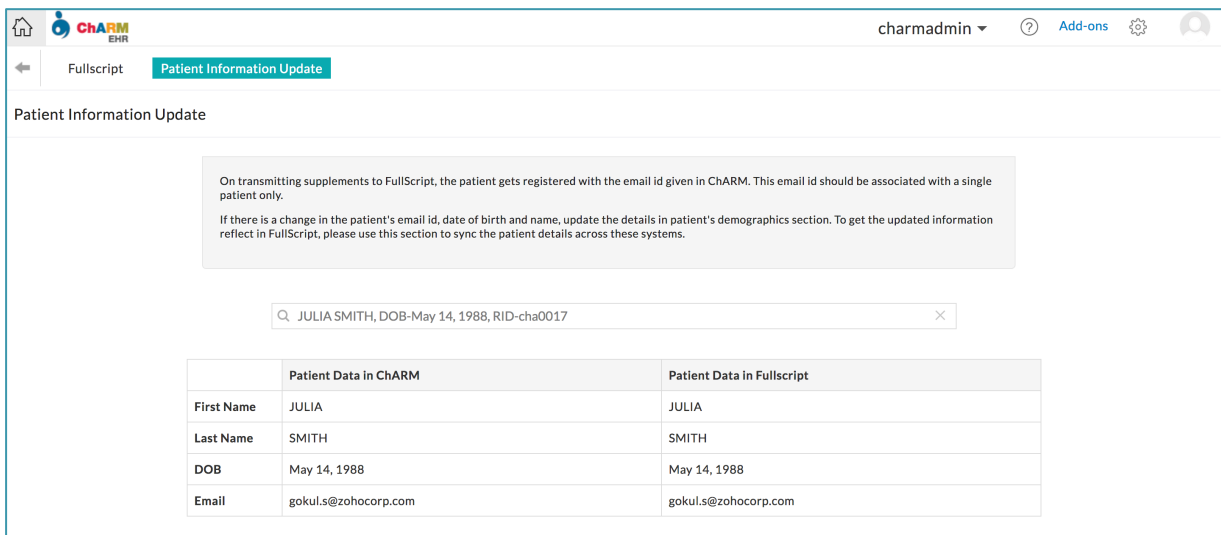 ChARM EHR charmadmin ? Add-ons
Fullscript Patient Information Update
Patient Information Update
On transmitting supplements to FullScript, the patient gets registered with the email id given in ChARM. This email id should be associated with a single
patient only.
If there is a change in the patient's email id, date of birth and name, update the details in patient's demographics section. To get the updated information
reflect in FullScript, please use this section to sync the patient details across these systems.
JULIA SMITH, DOB-May 14, 1988, RID-cha0017
Patient Data in ChARM Patient Data in Fullscript
First Name JULIA JULIA
Last Name SMITH SMITH
DOB May 14, 1988 May 14, 1988
Email gokul.s@zohocorp.com gokul.s@zohocorp.com